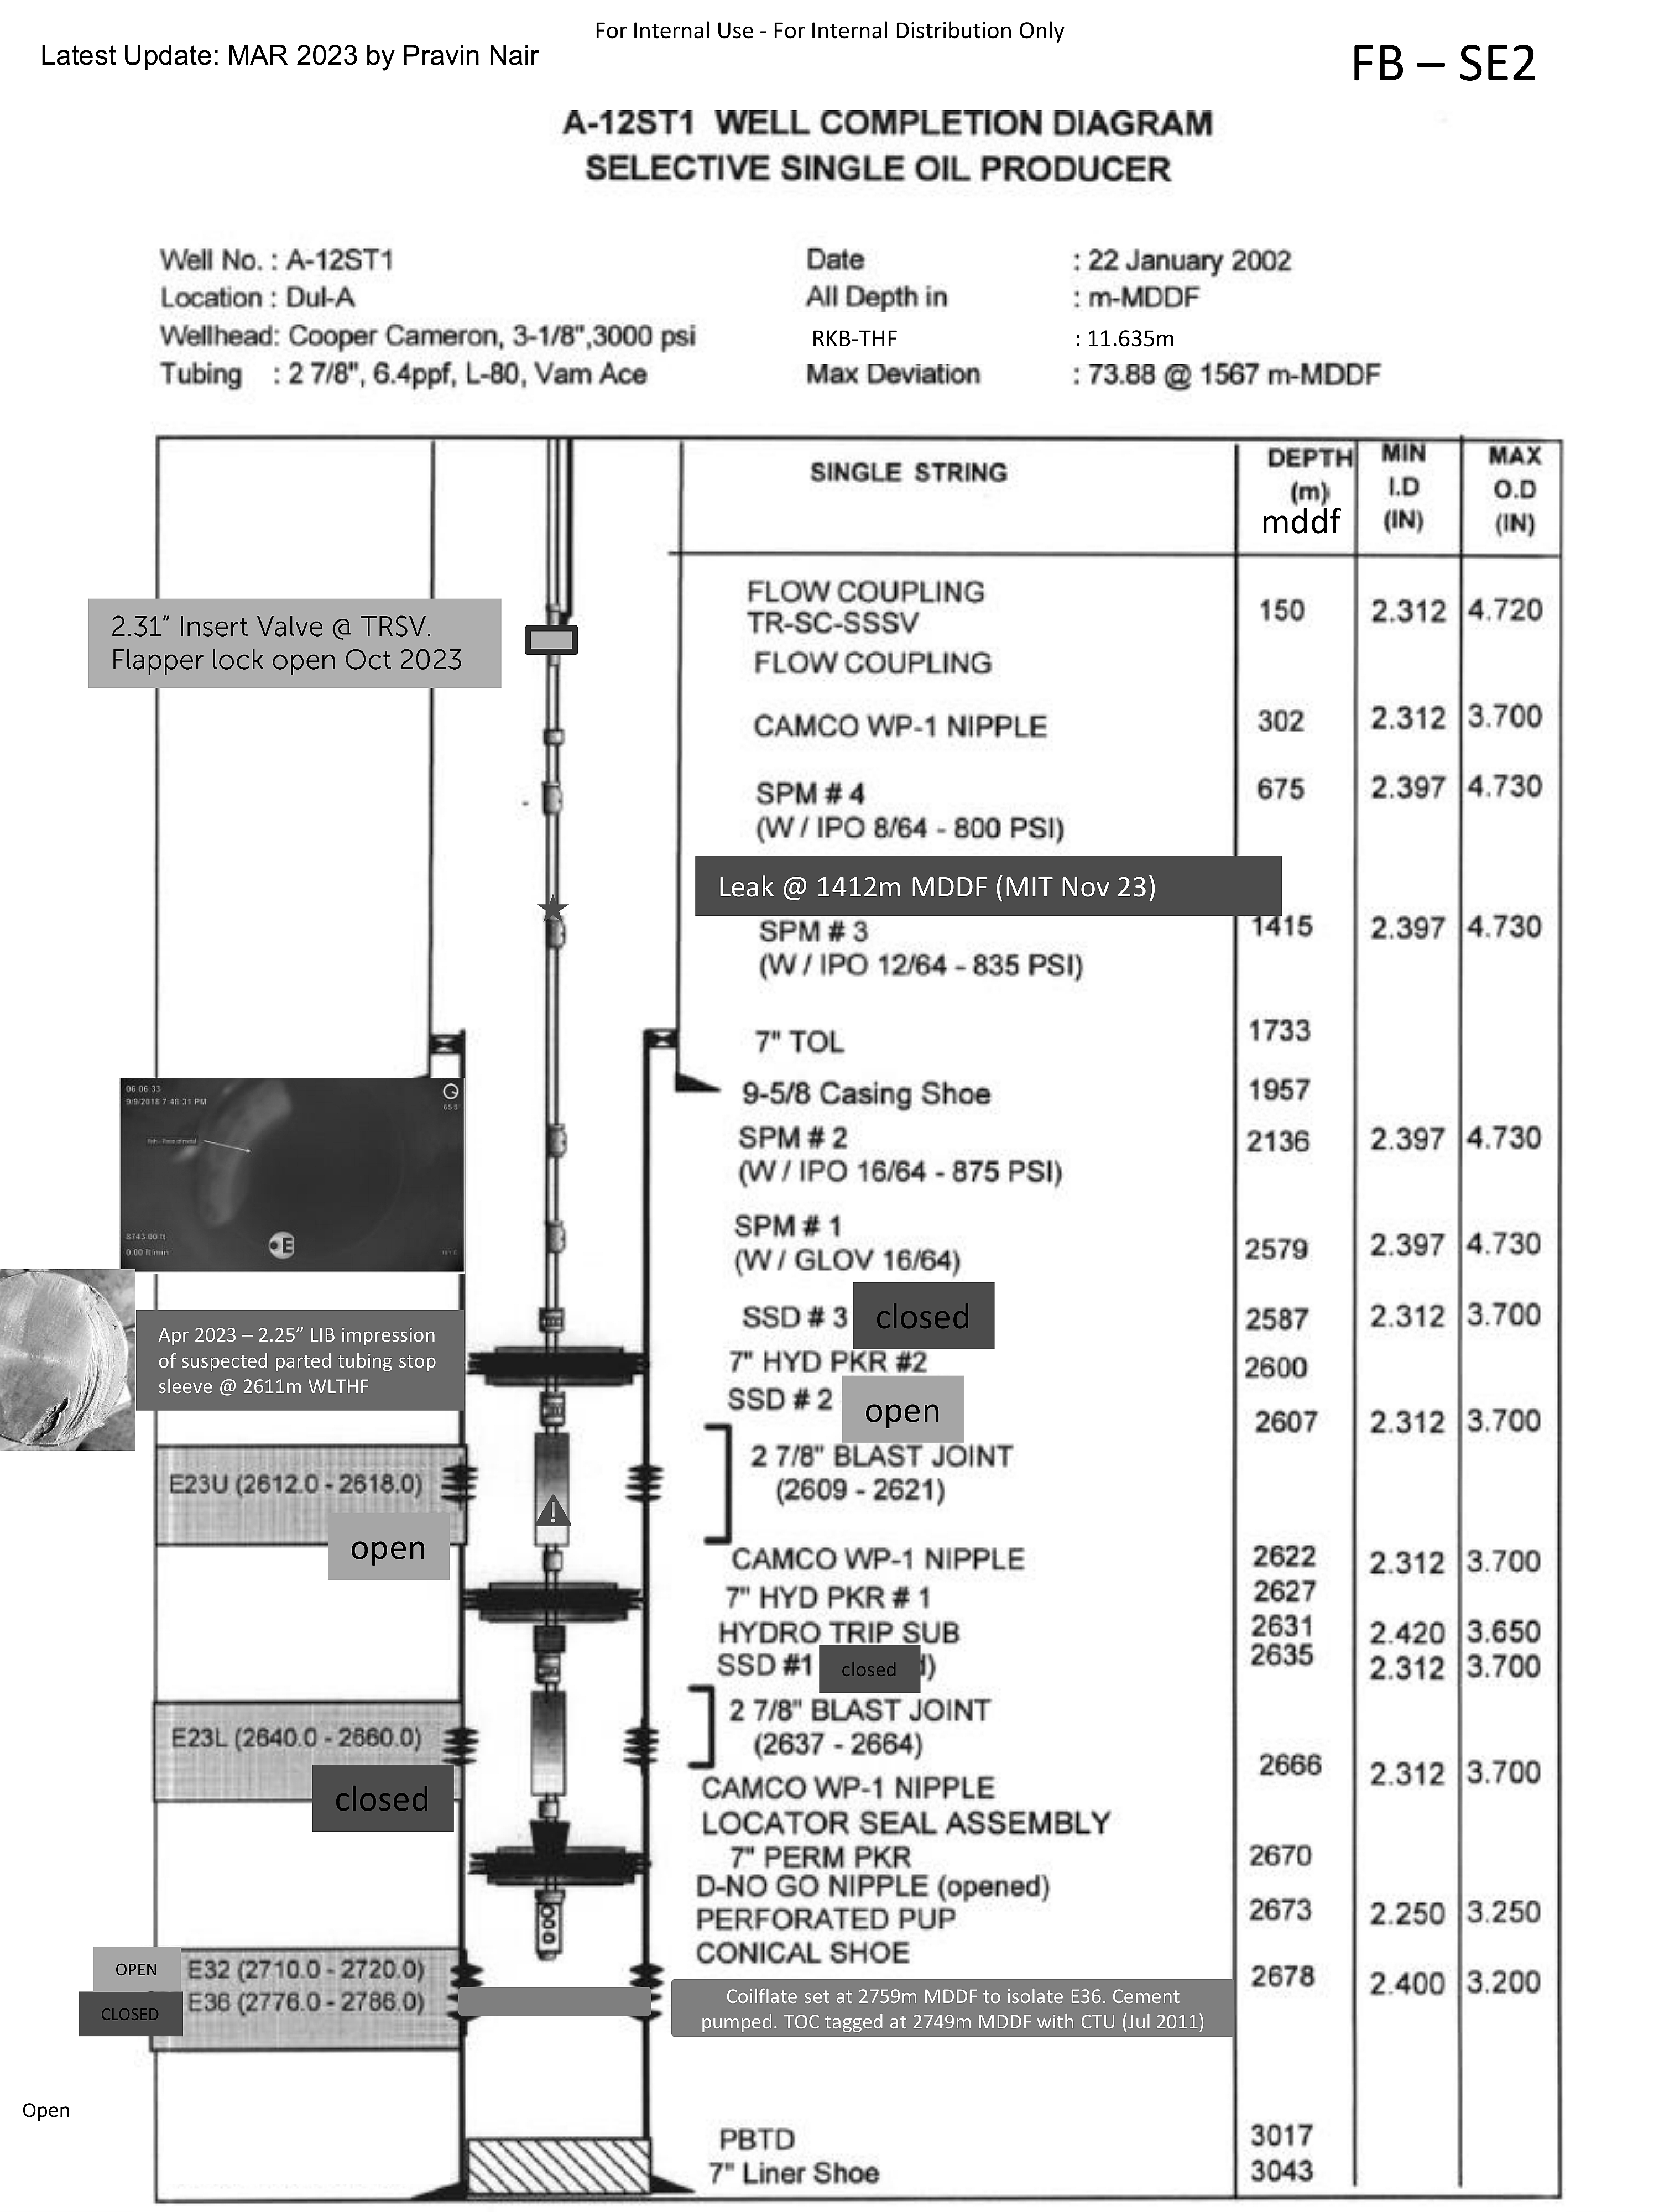 For Internal Use - For Internal Distribution Only
Latest Update: MAR 2023 by Pravin Nair
FB – SE2
A-12ST1 WELL COMPLETION DIAGRAM
SELECTIVE SINGLE OIL PRODUCER
Well No. : A-12ST1
Location : Dul-A
Wellhead: Cooper Cameron, 3-1/8",3000 psi
Tubing : 2 7/8", 6.4ppf, L-80, Vam Ace
Date : 22 January 2002
All Depth in : m-MDDF
RKB-THF : 11.635m
Max Deviation : 73.88 @ 1567 m-MDDF
SINGLE STRING
DEPTH
(m)
mddf
MIN
I.D
(IN)
MAX
O.D
(IN)
2.31” Insert Valve @ TRSV.
Flapper lock open Oct 2023
FLOW COUPLING
TR-SC-SSSV 150 2.312 4.720
FLOW COUPLING
CAMCO WP-1 NIPPLE 302 2.312 3.700
SPM # 4 675 2.397 4.730
(W / IPO 8/64 - 800 PSI)
Leak @ 1412m MDDF (MIT Nov 23)
SPM # 3 1415 2.397 4.730
(W / IPO 12/64 - 835 PSI)
7" TOL 1733
9-5/8 Casing Shoe 1957
06:06:33
9/9/2018 7:48:31 PM
8743.00 ft
0.00 ft/min
E
SPM # 2 2136 2.397 4.730
(W / IPO 16/64 - 875 PSI)
SPM # 1 2579 2.397 4.730
(W / GLOV 16/64)
SSD # 3 closed 2587 2.312 3.700
Apr 2023 – 2.25” LIB impression
of suspected parted tubing stop
sleeve @ 2611m WLTHF
7" HYD PKR #2 2600
SSD # 2 open 2607 2.312 3.700
2 7/8" BLAST JOINT
(2609 - 2621)
E23U (2612.0 - 2618.0)
open
CAMCO WP-1 NIPPLE 2622 2.312 3.700
7" HYD PKR # 1 2627
HYDRO TRIP SUB 2631 2.420 3.650
SSD #1 closed ) 2635 2.312 3.700
2 7/8" BLAST JOINT
(2637 - 2664)
E23L (2640.0 - 2660.0)
closed
CAMCO WP-1 NIPPLE 2666 2.312 3.700
LOCATOR SEAL ASSEMBLY
7" PERM PKR 2670
D-NO GO NIPPLE (opened) 2673 2.250 3.250
PERFORATED PUP
CONICAL SHOE 2678 2.400 3.200
OPEN E32 (2710.0 - 2720.0)
CLOSED E36 (2776.0 - 2786.0)
Coilflate set at 2759m MDDF to isolate E36. Cement
pumped. TOC tagged at 2749m MDDF with CTU (Jul 2011)
Open
PBTD 3017
7" Liner Shoe 3043